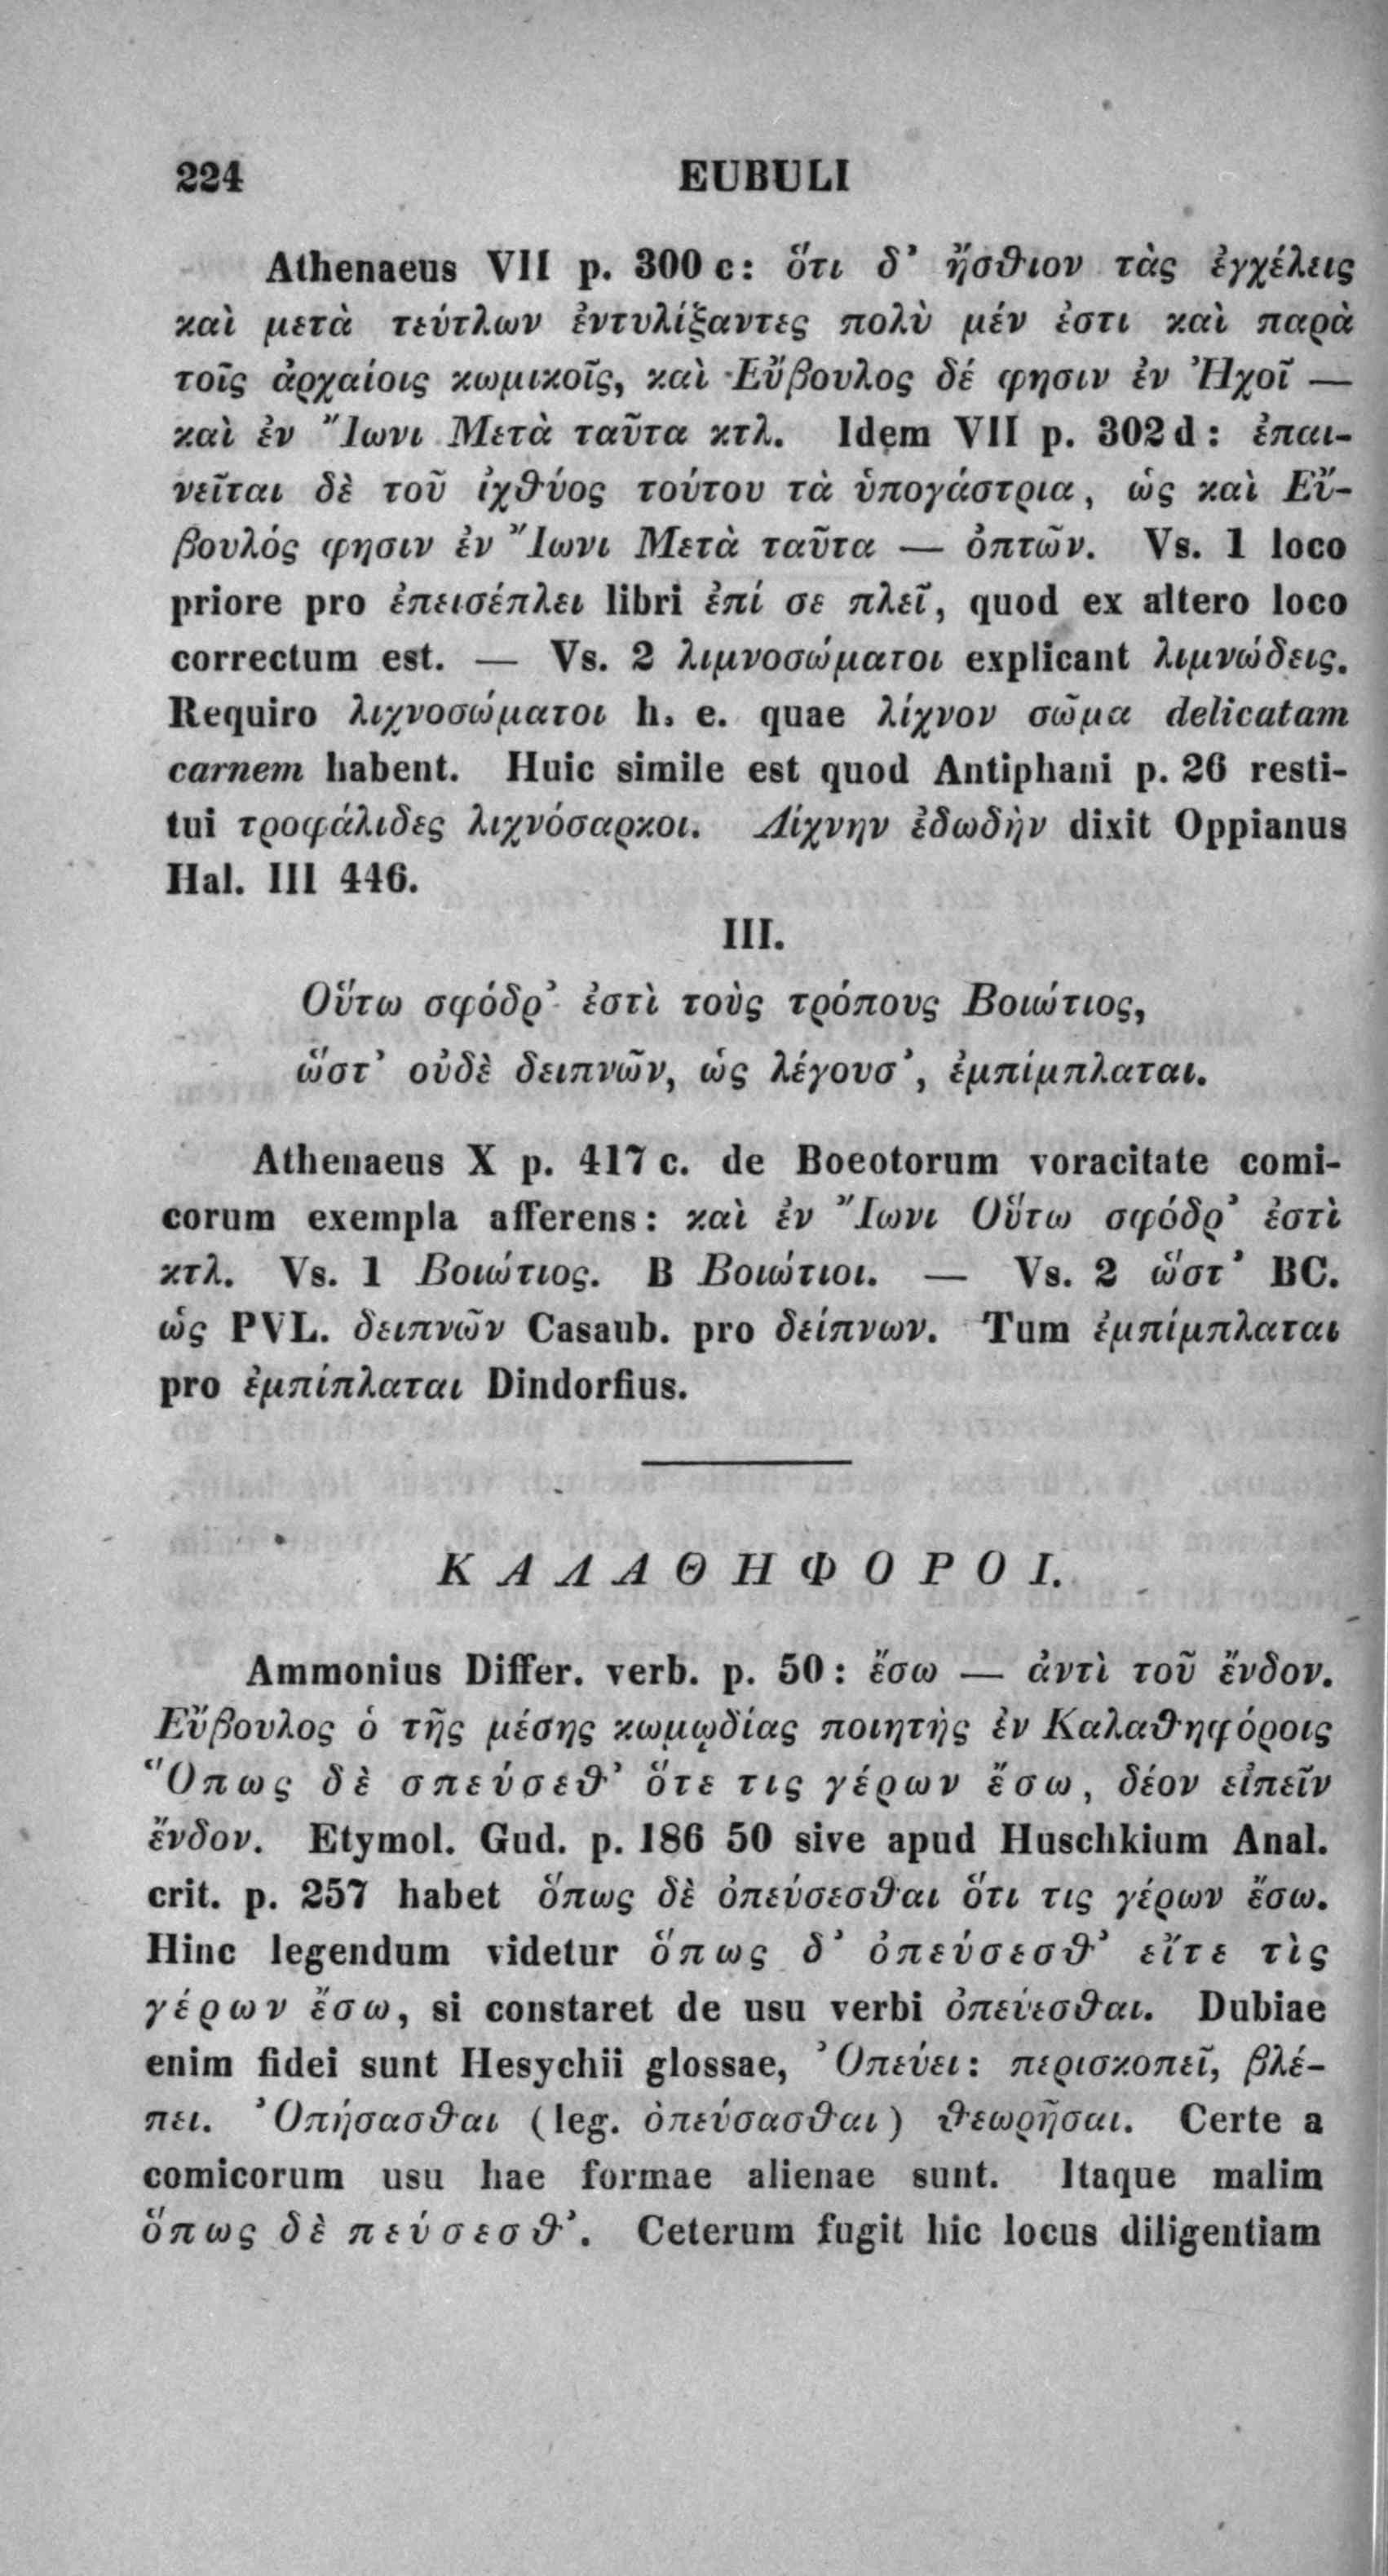 224 EUBULI
Athenaeus VII p. 300 c: ὅτι δ᾽ ἤσθιον τὰς ἐγχέλεις
καὶ μετὰ τεύτλων ἐντυλίξαντες πολὺ μέν ἐστι καὶ παρὰ
τοῖς ἀρχαίοις κωμικοῖς, καὶ Εὔβουλος δέ φησιν ἐν Ἠχοῖ —
καὶ ἐν Ἴωνι Μετὰ ταῦτα κτλ. Idem VII p. 302 d: ἐπαι-
νεῖται δὲ τοῦ ἰχθύος τούτου τὰ ὑπογάστρια, ὡς καὶ Εὔ-
βουλός φησιν ἐν Ἴωνι Μετὰ ταῦτα — ὀπτῶν. Vs. 1 loco
priore pro ἐπεισέπλει libri ἐπί σε πλεῖ, quod ex altero loco
correctum est. — Vs. 2 λιμνοσώματοι explicant λιμνώδεις.
Requiro λιχνοσώματοι h. e. quae λίχνον σῶμα delicatam
carnem habent. Huic simile est quod Antiphani p. 26 resti-
tui τροφάλιδες λιχνόσαρκοι. Λίχνην ἐδωδὴν dixit Oppianus
Hal. III 446.
III.
Οὕτω σφόδρ᾽ ἐστὶ τοὺς τρόπους Βοιώτιος,
ὥστ᾽ οὐδὲ δειπνῶν, ὡς λέγουσ᾽, ἐμπίμπλαται.
Athenaeus X p. 417 c. de Boeotorum voracitate comi-
corum exempla afferens: καὶ ἐν Ἴωνι Οὕτω σφόδρ᾽ ἐστὶ
κτλ. Vs. 1 Βοιώτιος. B Βοιώτιοι. — Vs. 2 ὥστ᾽ BC.
ὡς PVL. δειπνῶν Casaub. pro δείπνων. Tum ἐμπίμπλαται
pro ἐμπίπλαται Dindorfius.
ΚΑΛΑΘΗΦΟΡΟΙ.
Ammonius Differ. verb. p. 50: ἔσω — ἀντὶ τοῦ ἔνδον.
Εὔβουλος ὁ τῆς μέσης κωμῳδίας ποιητὴς ἐν Καλαθηφόροις
Ὅπως δὲ σπεύσεθ᾽ ὅτε τις γέρων ἔσω, δέον εἰπεῖν
ἔνδον. Etymol. Gud. p. 186 50 sive apud Huschkium Anal.
crit. p. 257 habet ὅπως δὲ ὀπεύσεσθαι ὅτι τις γέρων ἔσω.
Hinc legendum videtur ὅπως δ᾽ ὀπεύσεσθ᾽ εἴτε τὶς
γέρων ἔσω, si constaret de usu verbi ὀπεύεσθαι. Dubiae
enim fidei sunt Hesychii glossae, Ὀπεύει: περισκοπεῖ, βλέ-
πει. Ὀπήσασθαι (leg. ὀπεύσασθαι) θεωρῆσαι. Certe a
comicorum usu hae formae alienae sunt. Itaque malim
ὅπως δὲ πεύσεσθ᾽. Ceterum fugit hic locus diligentiam